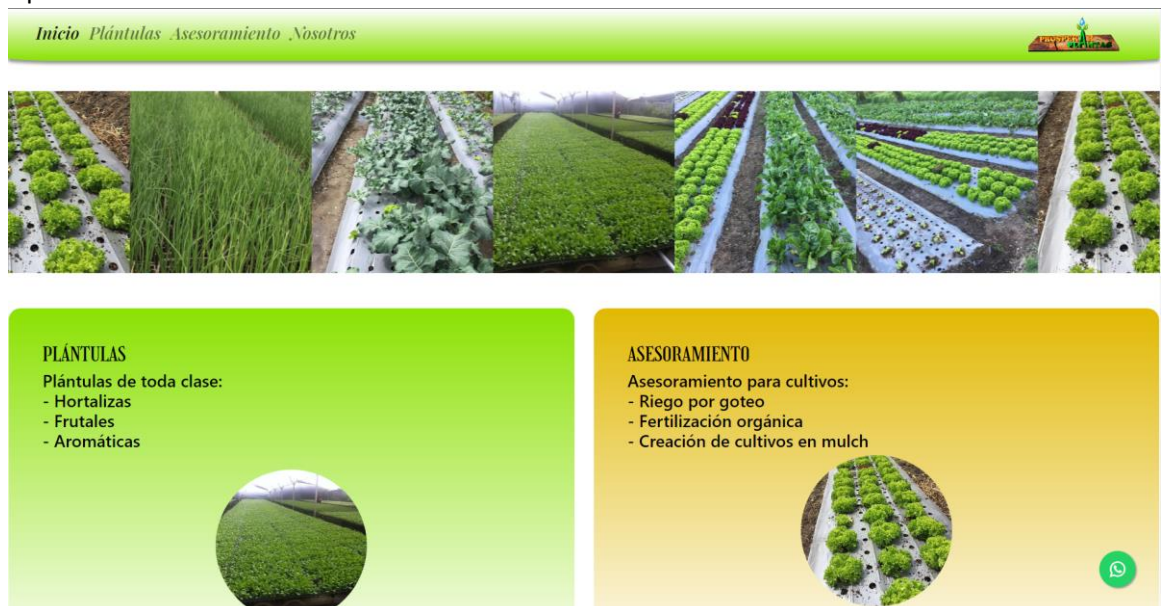 Inicio Plántulas Asesoramiento Nosotros
PLÁNTULAS
Plántulas de toda clase:
- Hortalizas
- Frutales
- Aromáticas
ASESORAMIENTO
Asesoramiento para cultivos:
- Riego por goteo
- Fertilización orgánica
- Creación de cultivos en mulch